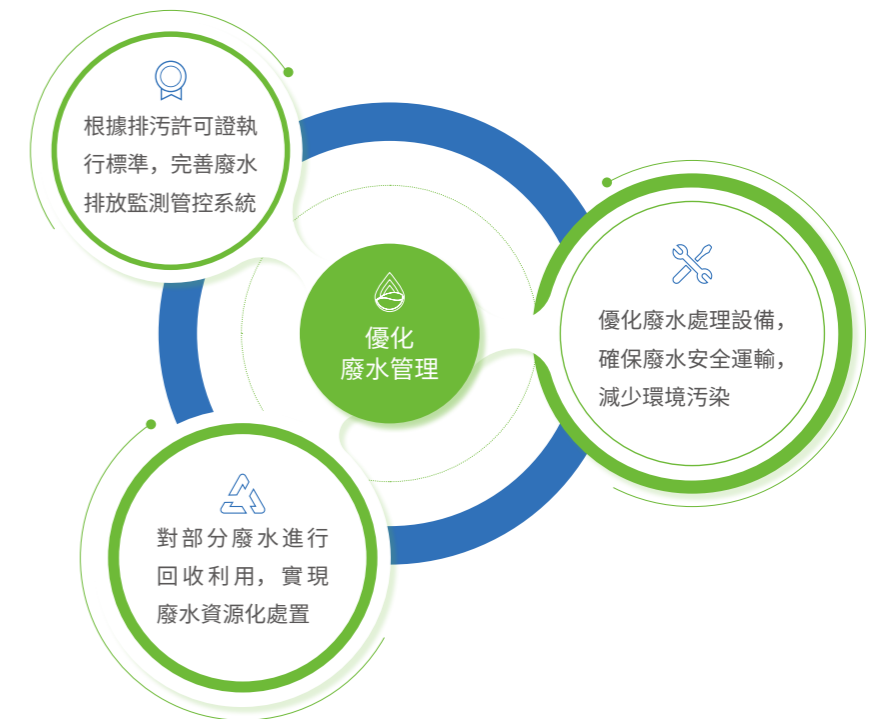 根據排汚許可證執
行標準，完善廢水
排放監測管控系統
優化
廢水管理
優化廢水處理設備，
確保廢水安全運輸，
減少環境汚染
對部分廢水進行
回收利用，實現
廢水資源化處置